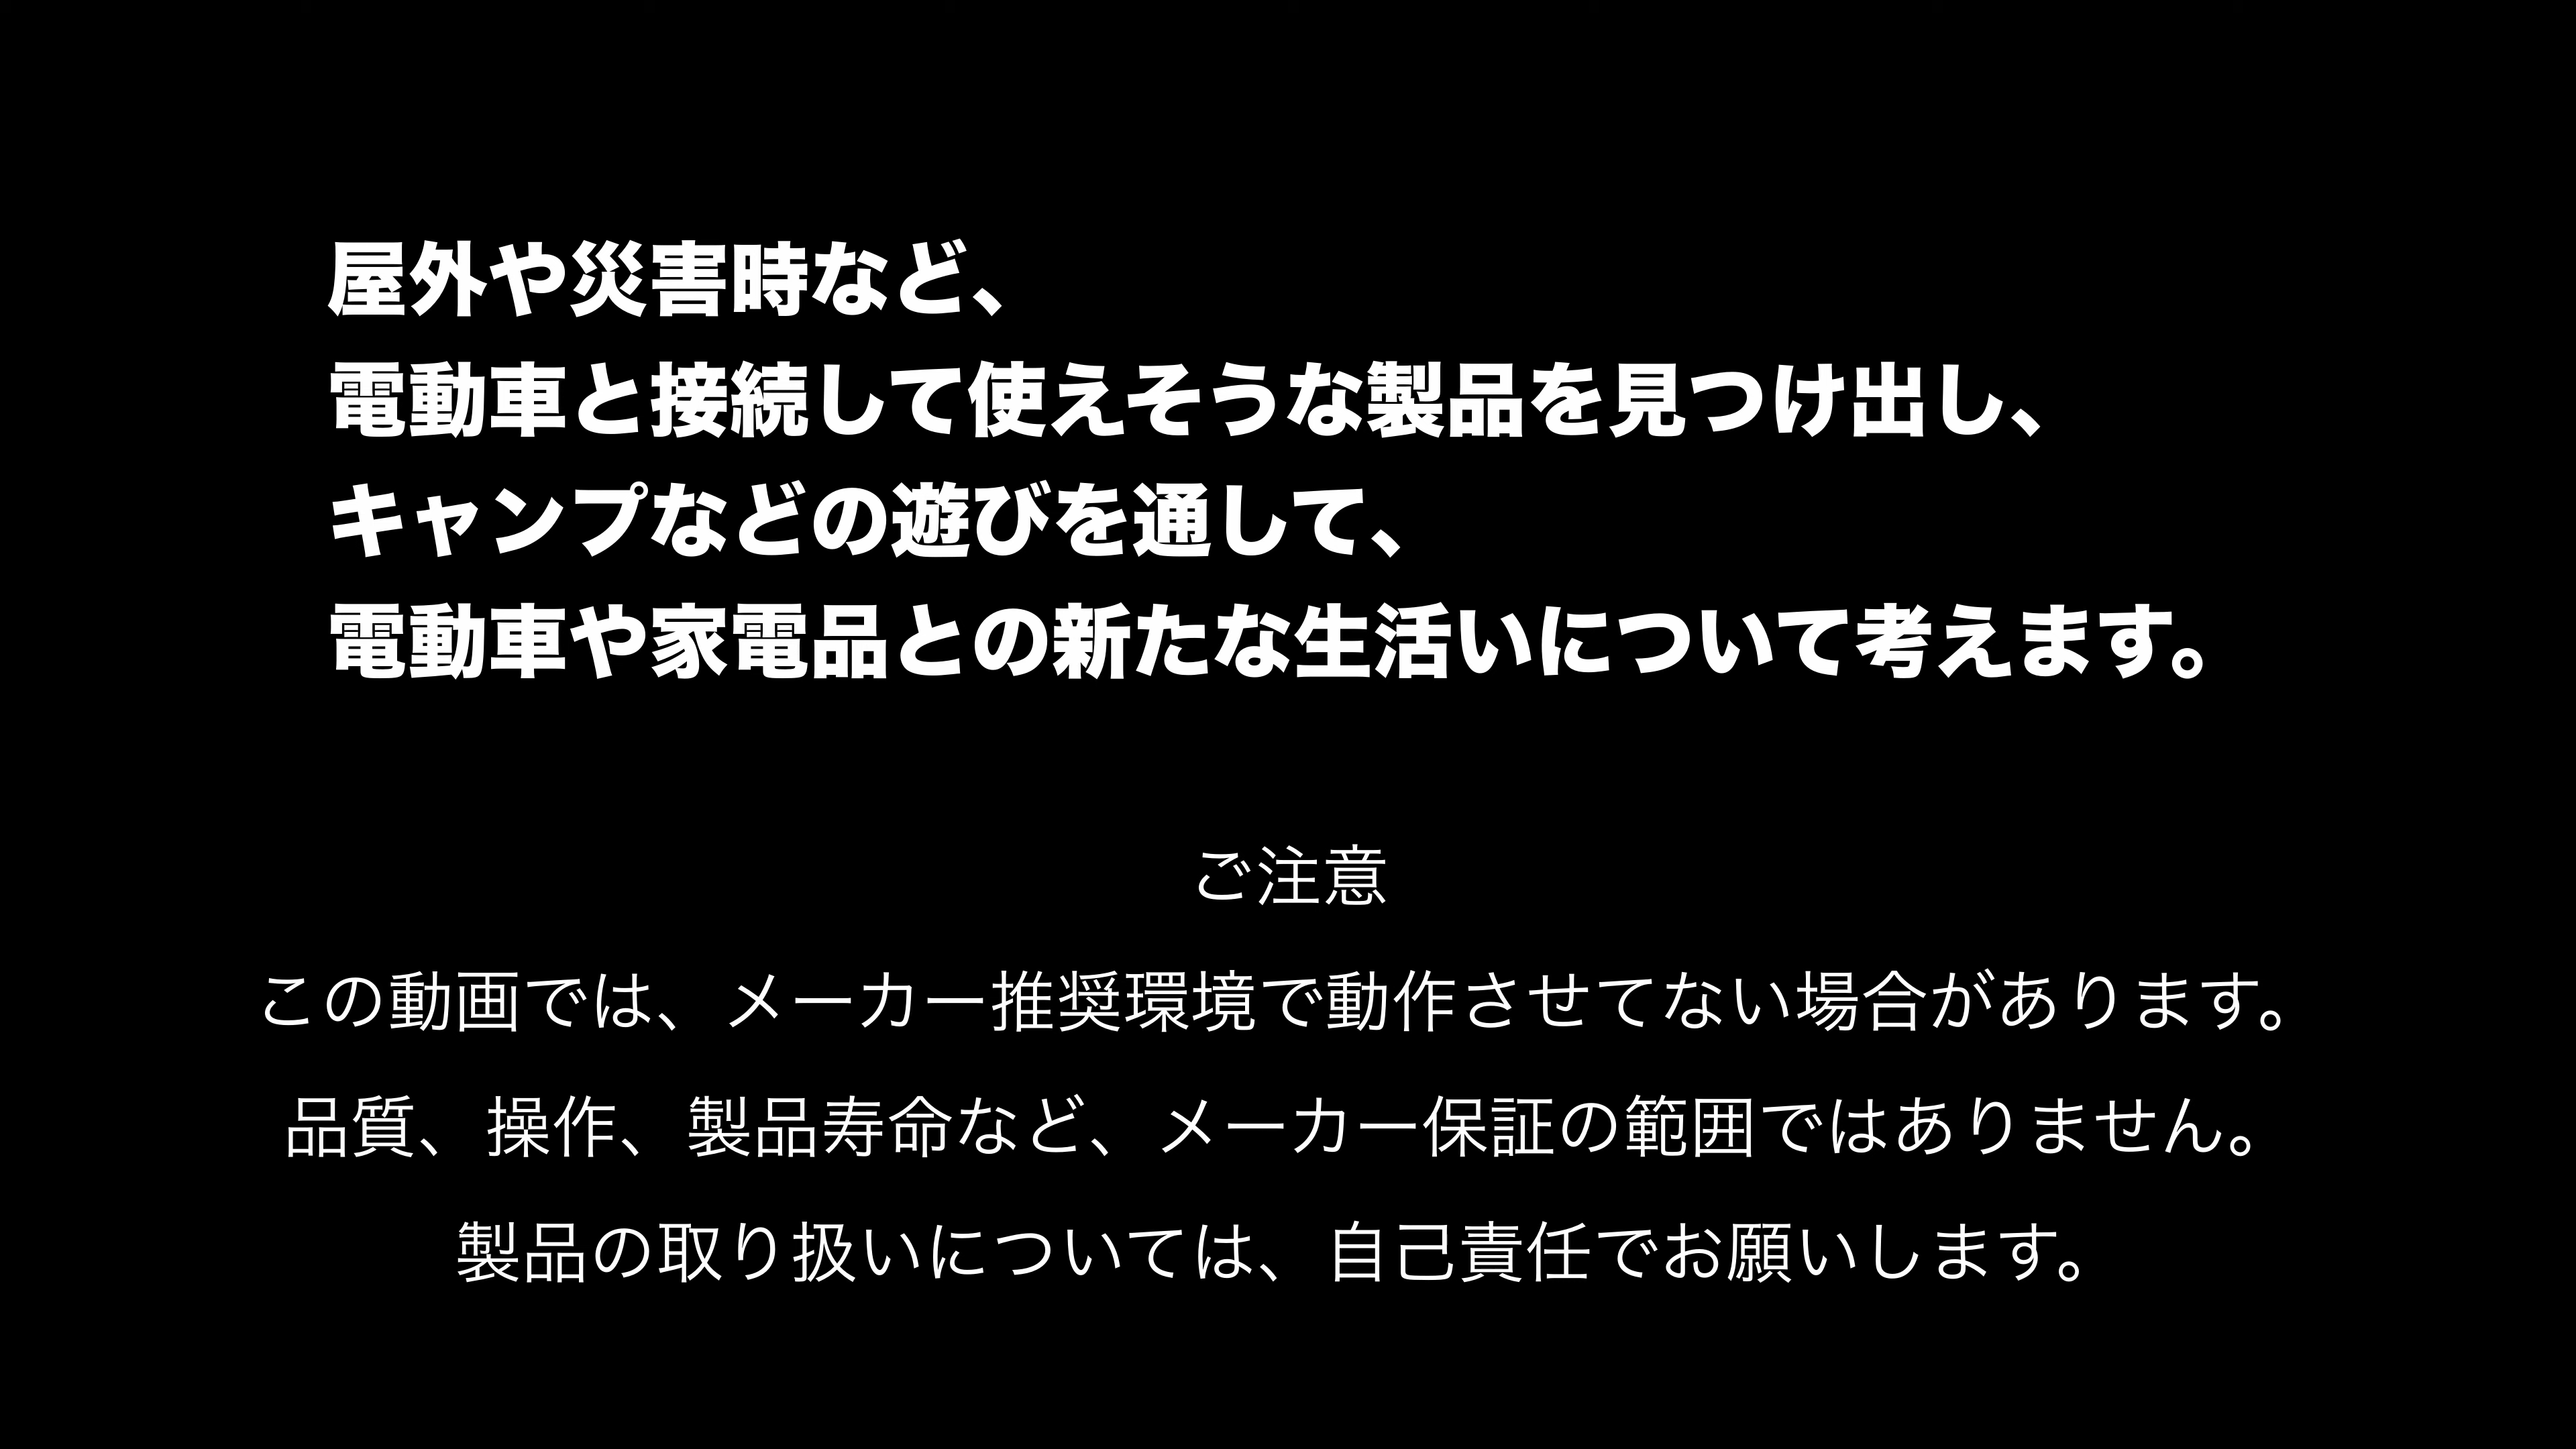 屋外や災害時など、
電動車と接続して使えそうな製品を見つけ出し、
キャンプなどの遊びを通して、
電動車や家電品との新たな生活いについて考えます。
ご注意
この動画では、メーカー推奨環境で動作させてない場合があります。
品質、操作、製品寿命など、メーカー保証の範囲ではありません。
製品の取り扱いについては、自己責任でお願いします。